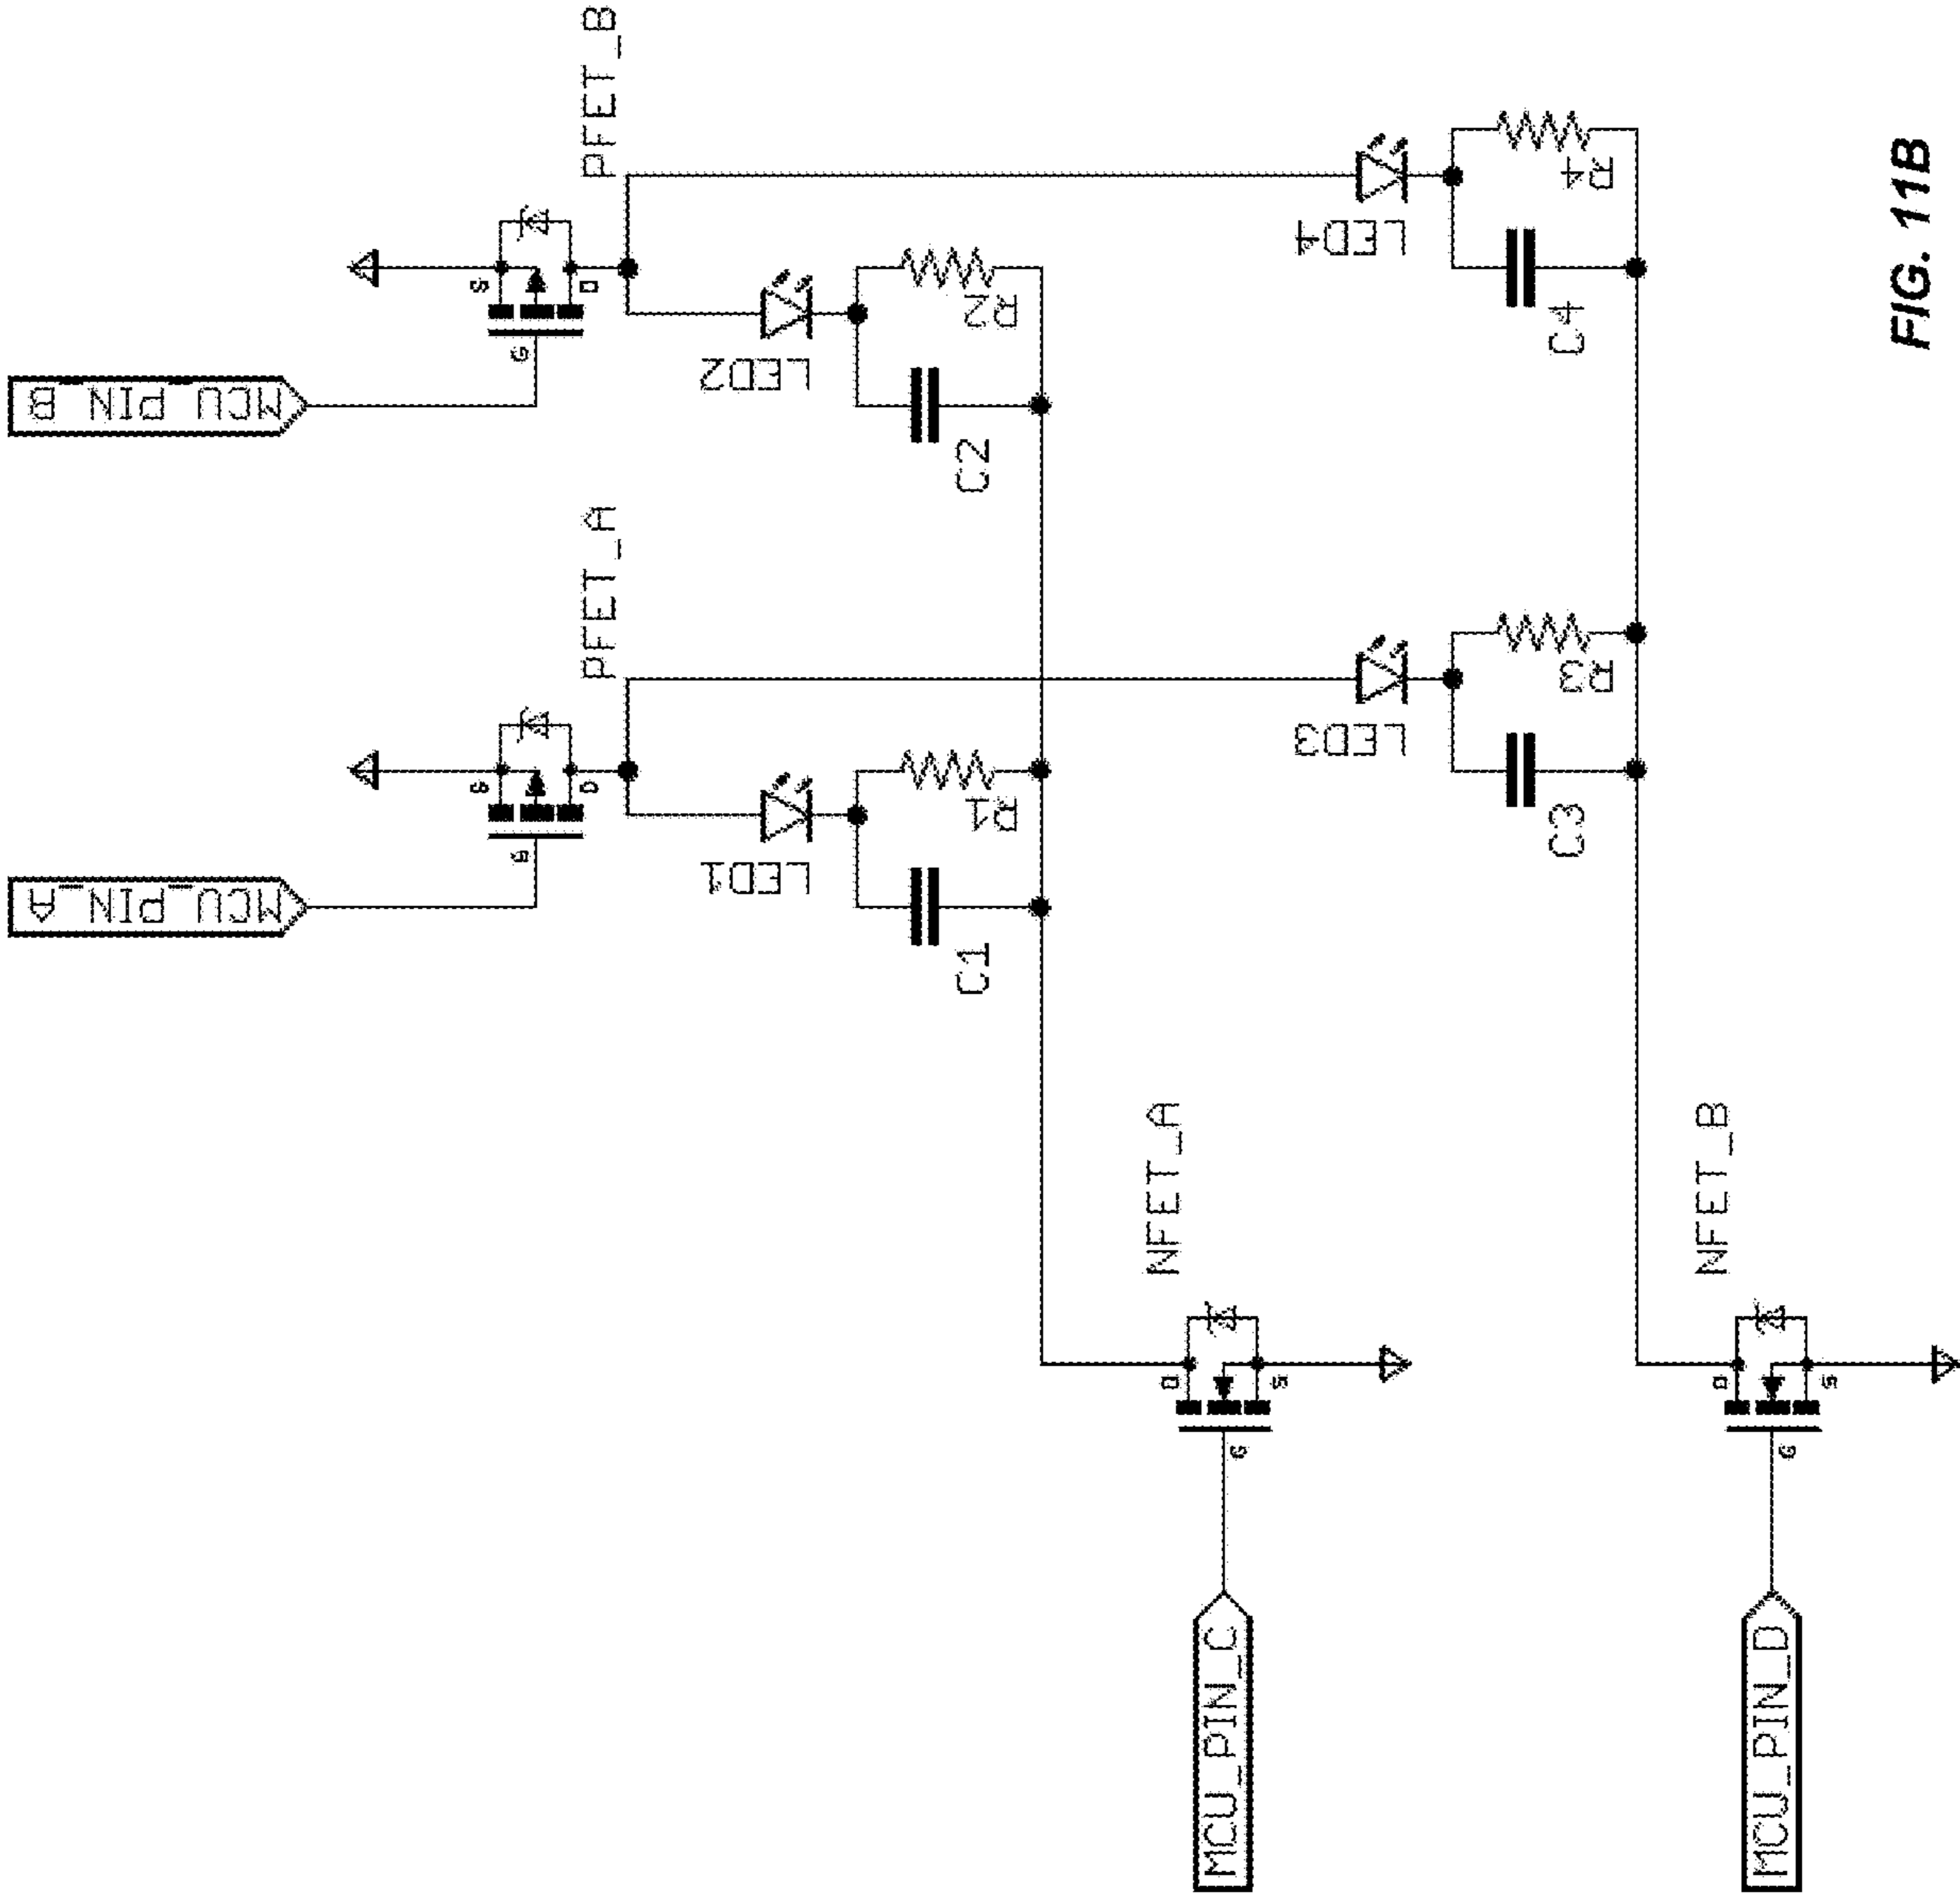 MCU_PIN_B
MCU_PIN_A
PFET_B
S
G
D
PFET_A
G
D
LED2
R2
C2
LED1
R1
C1
LED4
R4
C4
LED3
R3
C3
NFET_A
D
S
G
MCU_PIN_C
NFET_B
D
S
G
MCU_PIN_D
FIG. 11B